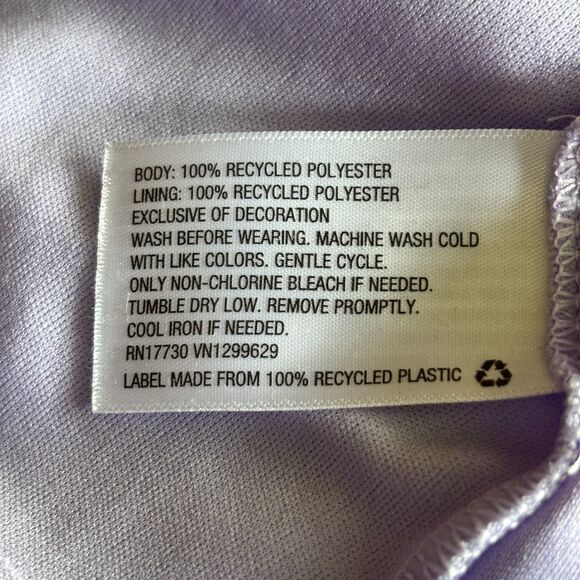 BODY: 100% RECYCLED POLYESTER
LINING: 100% RECYCLED POLYESTER
EXCLUSIVE OF DECORATION
WASH BEFORE WEARING. MACHINE WASH COLD
WITH LIKE COLORS. GENTLE CYCLE.
ONLY NON-CHLORINE BLEACH IF NEEDED.
TUMBLE DRY LOW. REMOVE PROMPTLY.
COOL IRON IF NEEDED.
RN17730 VN1299629
LABEL MADE FROM 100% RECYCLED PLASTIC